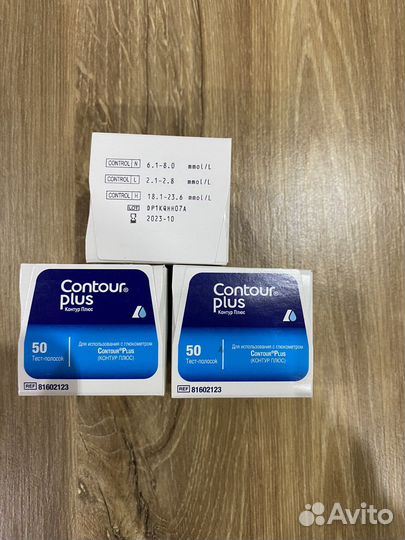 CONTROL N 6.1-8.0 mmol/L
CONTROL L 2.1-2.8 mmol/L
CONTROL H 18.1-23.6 mmol/L
LOT DP1KQHH07A
2023-10
Contour®
plus
Контур Плюс
50
Тест-полосок
Для использования с глюкометром
CONTOUR®PLUS
(КОНТУР ПЛЮС)
REF 81602123
Contour®
plus
Контур Плюс
50
Тест-полосок
Для использования с глюкометром
CONTOUR®PLUS
(КОНТУР ПЛЮС)
REF 81602123
Avito